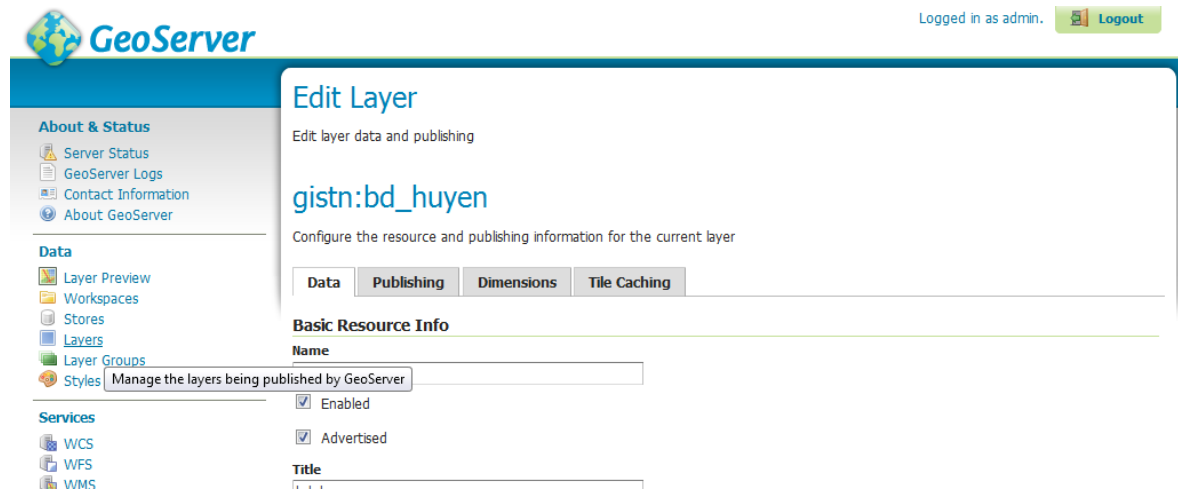 GeoServer
Logged in as admin.
Logout
About & Status
Server Status
GeoServer Logs
Contact Information
About GeoServer
Data
Layer Preview
Workspaces
Stores
Layers
Layer Groups
Styles
Manage the layers being published by GeoServer
Services
WCS
WFS
WMS
Edit Layer
Edit layer data and publishing
gistn:bd_huyen
Configure the resource and publishing information for the current layer
Data Publishing Dimensions Tile Caching
Basic Resource Info
Name
Enabled
Advertised
Title